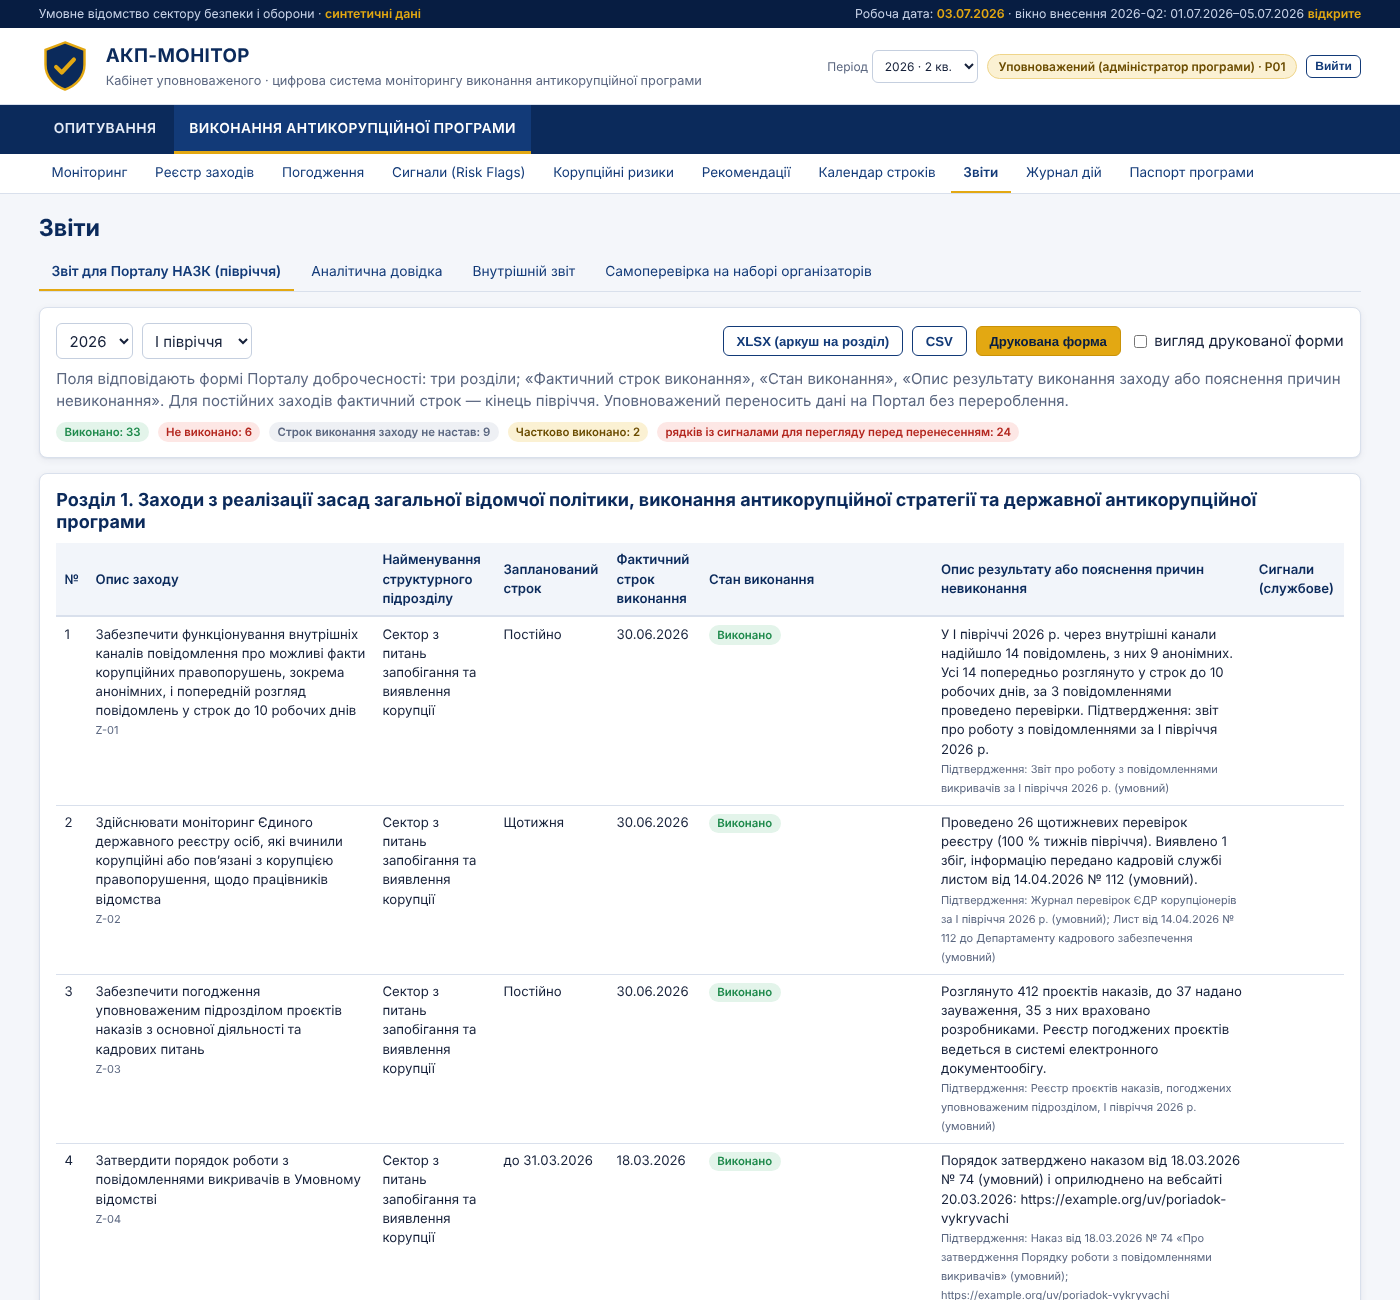 Умовне відомство сектору безпеки і оборони · синтетичні дані
Робоча дата: 03.07.2026 · вікно внесення 2026-Q2: 01.07.2026–05.07.2026 відкрите
АКП-МОНІТОР
Кабінет уповноваженого · цифрова система моніторингу виконання антикорупційної програми
Період
2026 · 2 кв.
Уповноважений (адміністратор програми) · P01
Вийти
ОПИТУВАННЯ
ВИКОНАННЯ АНТИКОРУПЦІЙНОЇ ПРОГРАМИ
Моніторинг
Реєстр заходів
Погодження
Сигнали (Risk Flags)
Корупційні ризики
Рекомендації
Календар строків
Звіти
Журнал дій
Паспорт програми
Звіти
Звіт для Порталу НАЗК (півріччя)
Аналітична довідка
Внутрішній звіт
Самоперевірка на наборі організаторів
2026
I півріччя
XLSX (аркуш на розділ)
CSV
Друкована форма
вигляд друкованої форми
Поля відповідають формі Порталу доброчесності: три розділи; «Фактичний строк виконання», «Стан виконання», «Опис результату виконання заходу або пояснення причин
невиконання». Для постійних заходів фактичний строк — кінець півріччя. Уповноважений переносить дані на Портал без перероблення.
Виконано: 33
Не виконано: 6
Строк виконання заходу не настав: 9
Частково виконано: 2
рядків із сигналами для перегляду перед перенесенням: 24
Розділ 1. Заходи з реалізації засад загальної відомчої політики, виконання антикорупційної стратегії та державної антикорупційної
програми
№
Опис заходу
Найменування
структурного
підрозділу
Запланований
строк
Фактичний
строк
виконання
Стан виконання
Опис результату або пояснення причин
невиконання
Сигнали
(службове)
1
Забезпечити функціонування внутрішніх
каналів повідомлення про можливі факти
корупційних правопорушень, зокрема
анонімних, і попередній розгляд
повідомлень у строк до 10 робочих днів
Z-01
Сектор з
питань
запобігання та
виявлення
корупції
Постійно
30.06.2026
Виконано
У I півріччі 2026 р. через внутрішні канали
надійшло 14 повідомлень, з них 9 анонімних.
Усі 14 попередньо розглянуто у строк до 10
робочих днів, за 3 повідомленнями
проведено перевірки. Підтвердження: звіт
про роботу з повідомленнями за I півріччя
2026 р.
Підтвердження: Звіт про роботу з повідомленнями
викривачів за I півріччя 2026 р. (умовний)
2
Здійснювати моніторинг Єдиного
державного реєстру осіб, які вчинили
корупційні або пов’язані з корупцією
правопорушення, щодо працівників
відомства
Z-02
Сектор з
питань
запобігання та
виявлення
корупції
Щотижня
30.06.2026
Виконано
Проведено 26 щотижневих перевірок
реєстру (100 % тижнів півріччя). Виявлено 1
збіг, інформацію передано кадровій службі
листом від 14.04.2026 № 112 (умовний).
Підтвердження: Журнал перевірок ЄДР корупціонерів
за I півріччя 2026 р. (умовний); Лист від 14.04.2026 №
112 до Департаменту кадрового забезпечення
(умовний)
3
Забезпечити погодження
уповноваженим підрозділом проєктів
наказів з основної діяльності та
кадрових питань
Z-03
Сектор з
питань
запобігання та
виявлення
корупції
Постійно
30.06.2026
Виконано
Розглянуто 412 проєктів наказів, до 37 надано
зауваження, 35 з них враховано
розробниками. Реєстр погоджених проєктів
ведеться в системі електронного
документообігу.
Підтвердження: Реєстр проєктів наказів, погоджених
уповноваженим підрозділом, I півріччя 2026 р.
(умовний)
4
Затвердити порядок роботи з
повідомленнями викривачів в Умовному
відомстві
Z-04
Сектор з
питань
запобігання та
виявлення
корупції
до 31.03.2026
18.03.2026
Виконано
Порядок затверджено наказом від 18.03.2026
№ 74 (умовний) і оприлюднено на вебсайті
20.03.2026: https://example.org/uv/poriadok-
vykryvachi
Підтвердження: Наказ від 18.03.2026 № 74 «Про
затвердження Порядку роботи з повідомленнями
викривачів» (умовний);
https://example.org/uv/poriadok-vykryvachi